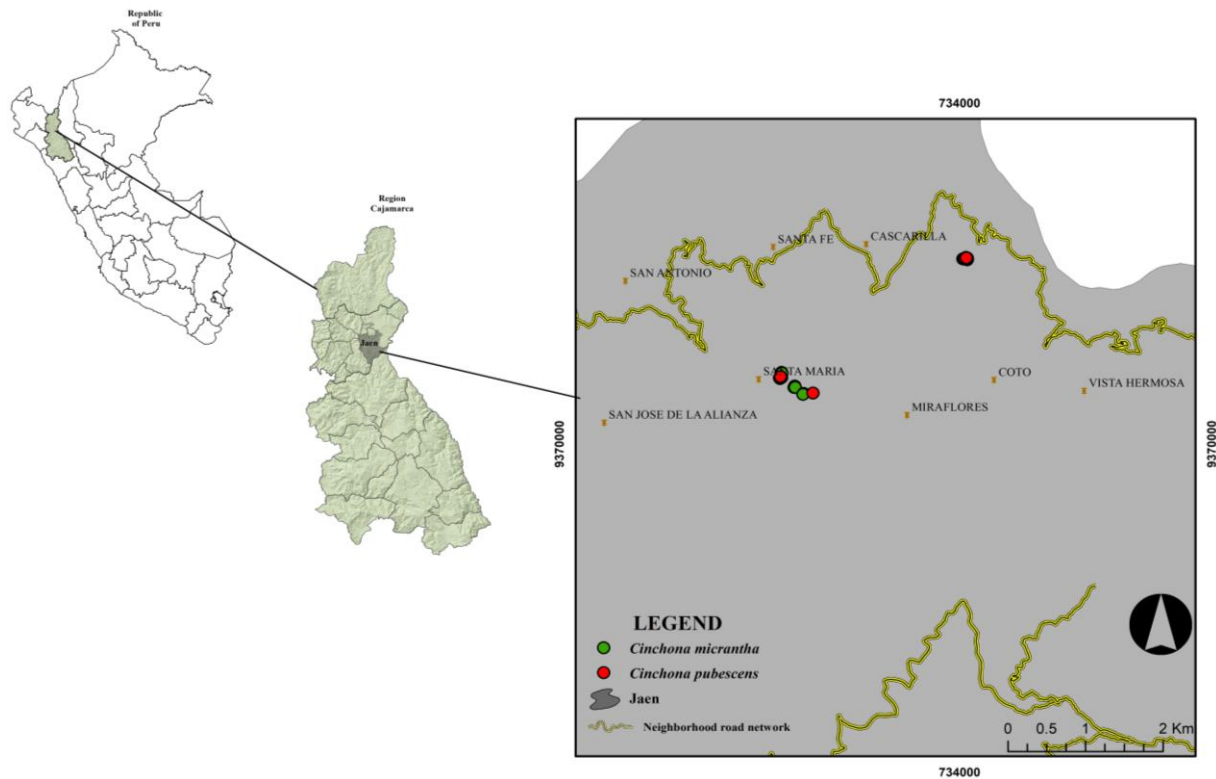 Republic
of Peru
Region
Cajamarca
Jaen
734000
SANTA FE
CASCARILLA
SAN ANTONIO
SANTA MARIA
COTO
VISTA HERMOSA
SAN JOSE DE LA ALIANZA
MIRAFLORES
9370000
9370000
LEGEND
Cinchona micrantha
Cinchona pubescens
Jaen
Neighborhood road network
0 0.5 1 2 Km
734000